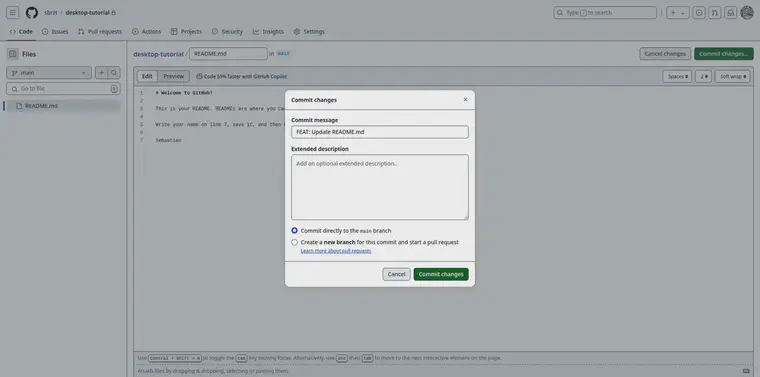 sbrzt / desktop-tutorial
Type / to search
Code Issues Pull requests Actions Projects Security Insights Settings
Files
main
Go to file
README.md
desktop-tutorial / README.md in main
Cancel changes
Commit changes...
Edit Preview
Code 55% faster with GitHub Copilot
Spaces 2 Soft wrap
1 # Welcome to GitHub!
2
3 This is your README. READMEs are where you
4
5 Write your name on line 7, save it, and then
6
7 Sebastian
Commit changes
Commit message
FEAT: Update README.md
Extended description
Add an optional extended description..
Commit directly to the main branch
Create a new branch for this commit and start a pull request
Learn more about pull requests
Cancel Commit changes
Use Control + Shift + m to toggle the tab key moving focus. Alternatively, use esc then tab to move to the next interactive element on the page.
Attach files by dragging & dropping, selecting or pasting them.